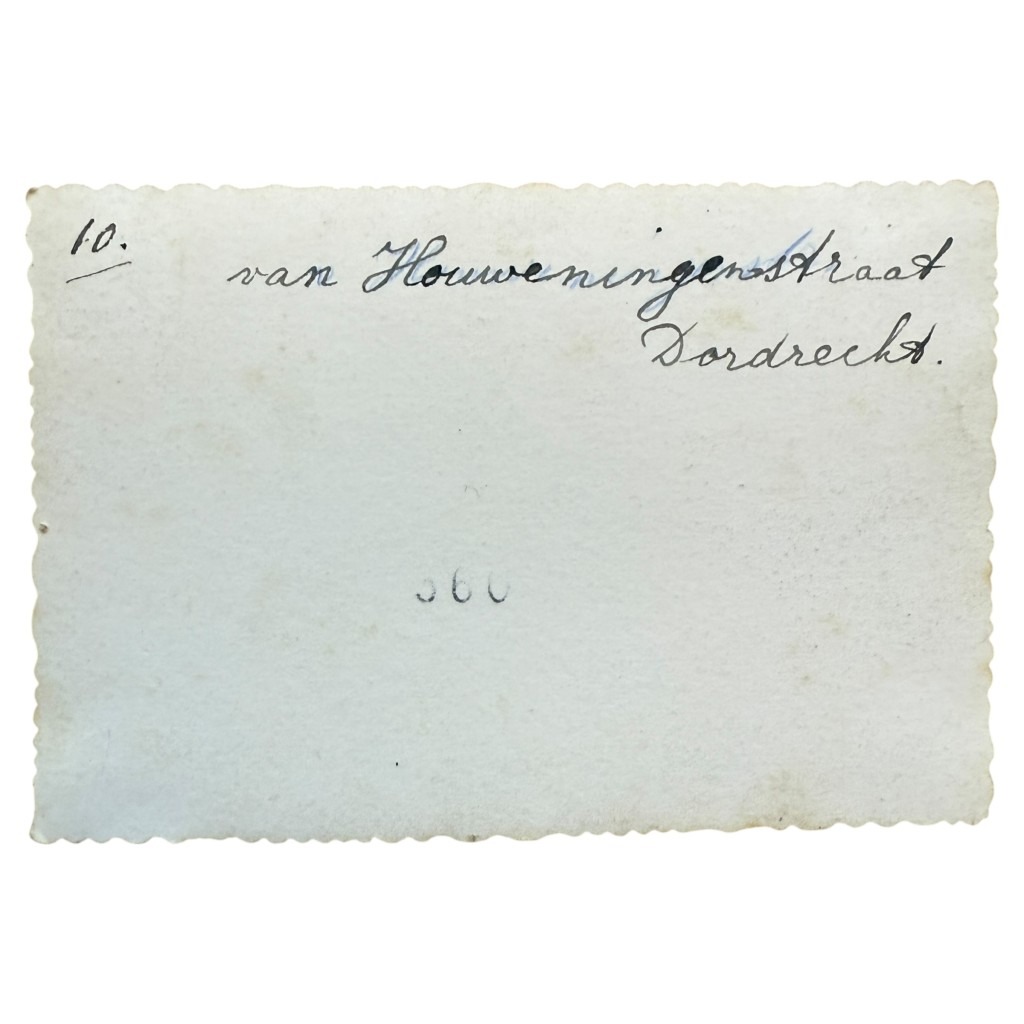 10.
van Houweningenstraat
Dordrecht.
360